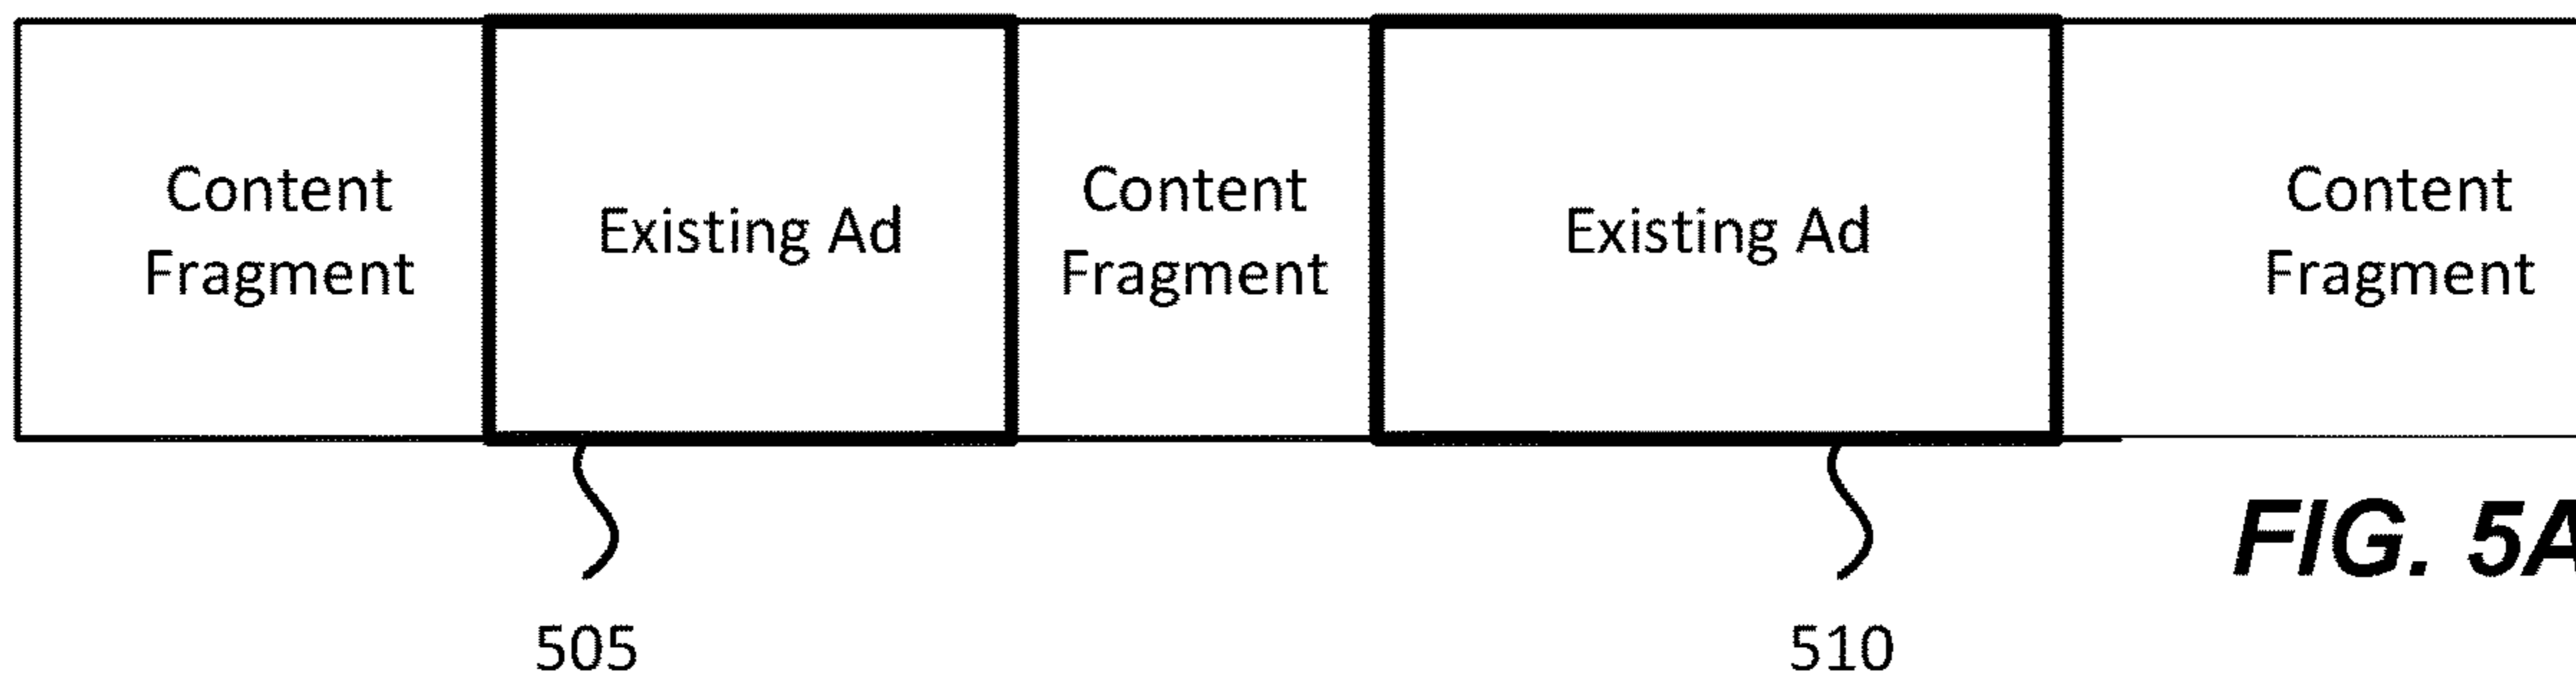 Content
Fragment
Existing Ad
Content
Fragment
Existing Ad
Content
Fragment
505
510
FIG. 5A